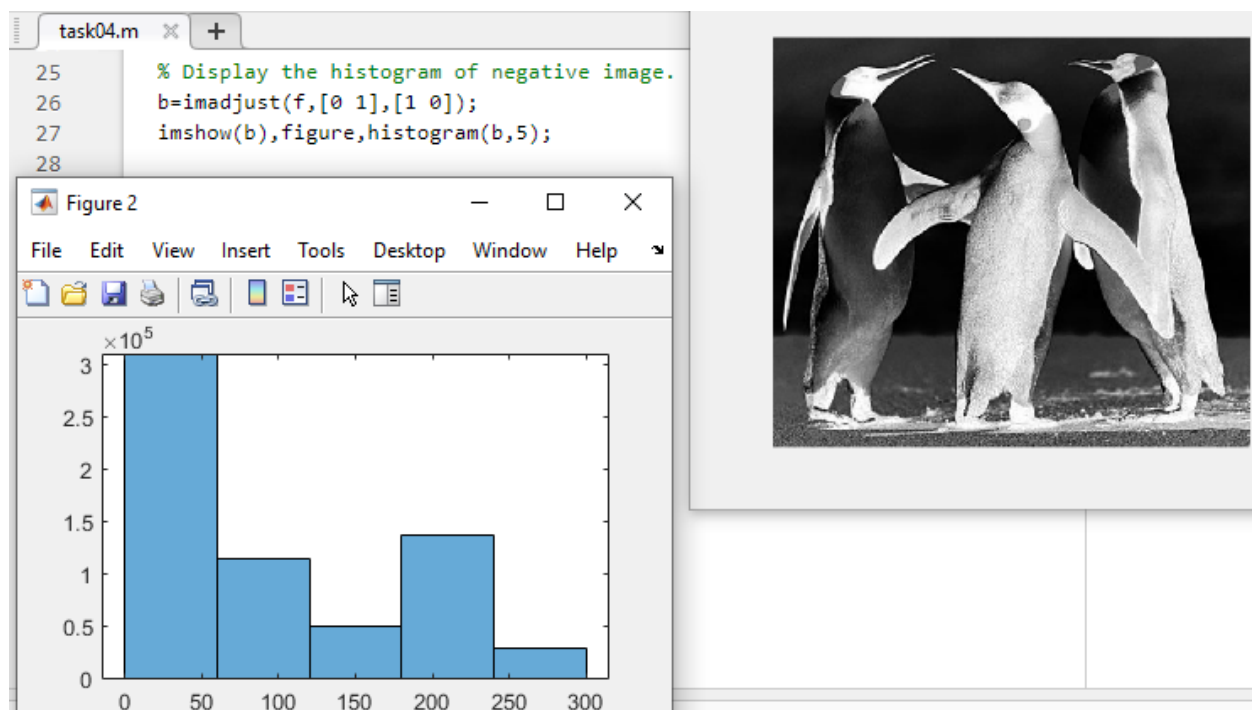 task04.m
25 % Display the histogram of negative image.
26 b=imadjust(f,[0 1],[1 0]);
27 imshow(b),figure,histogram(b,5);
28
Figure 2
File Edit View Insert Tools Desktop Window Help
×10^5
3
2.5
2
1.5
1
0.5
0
0 50 100 150 200 250 300